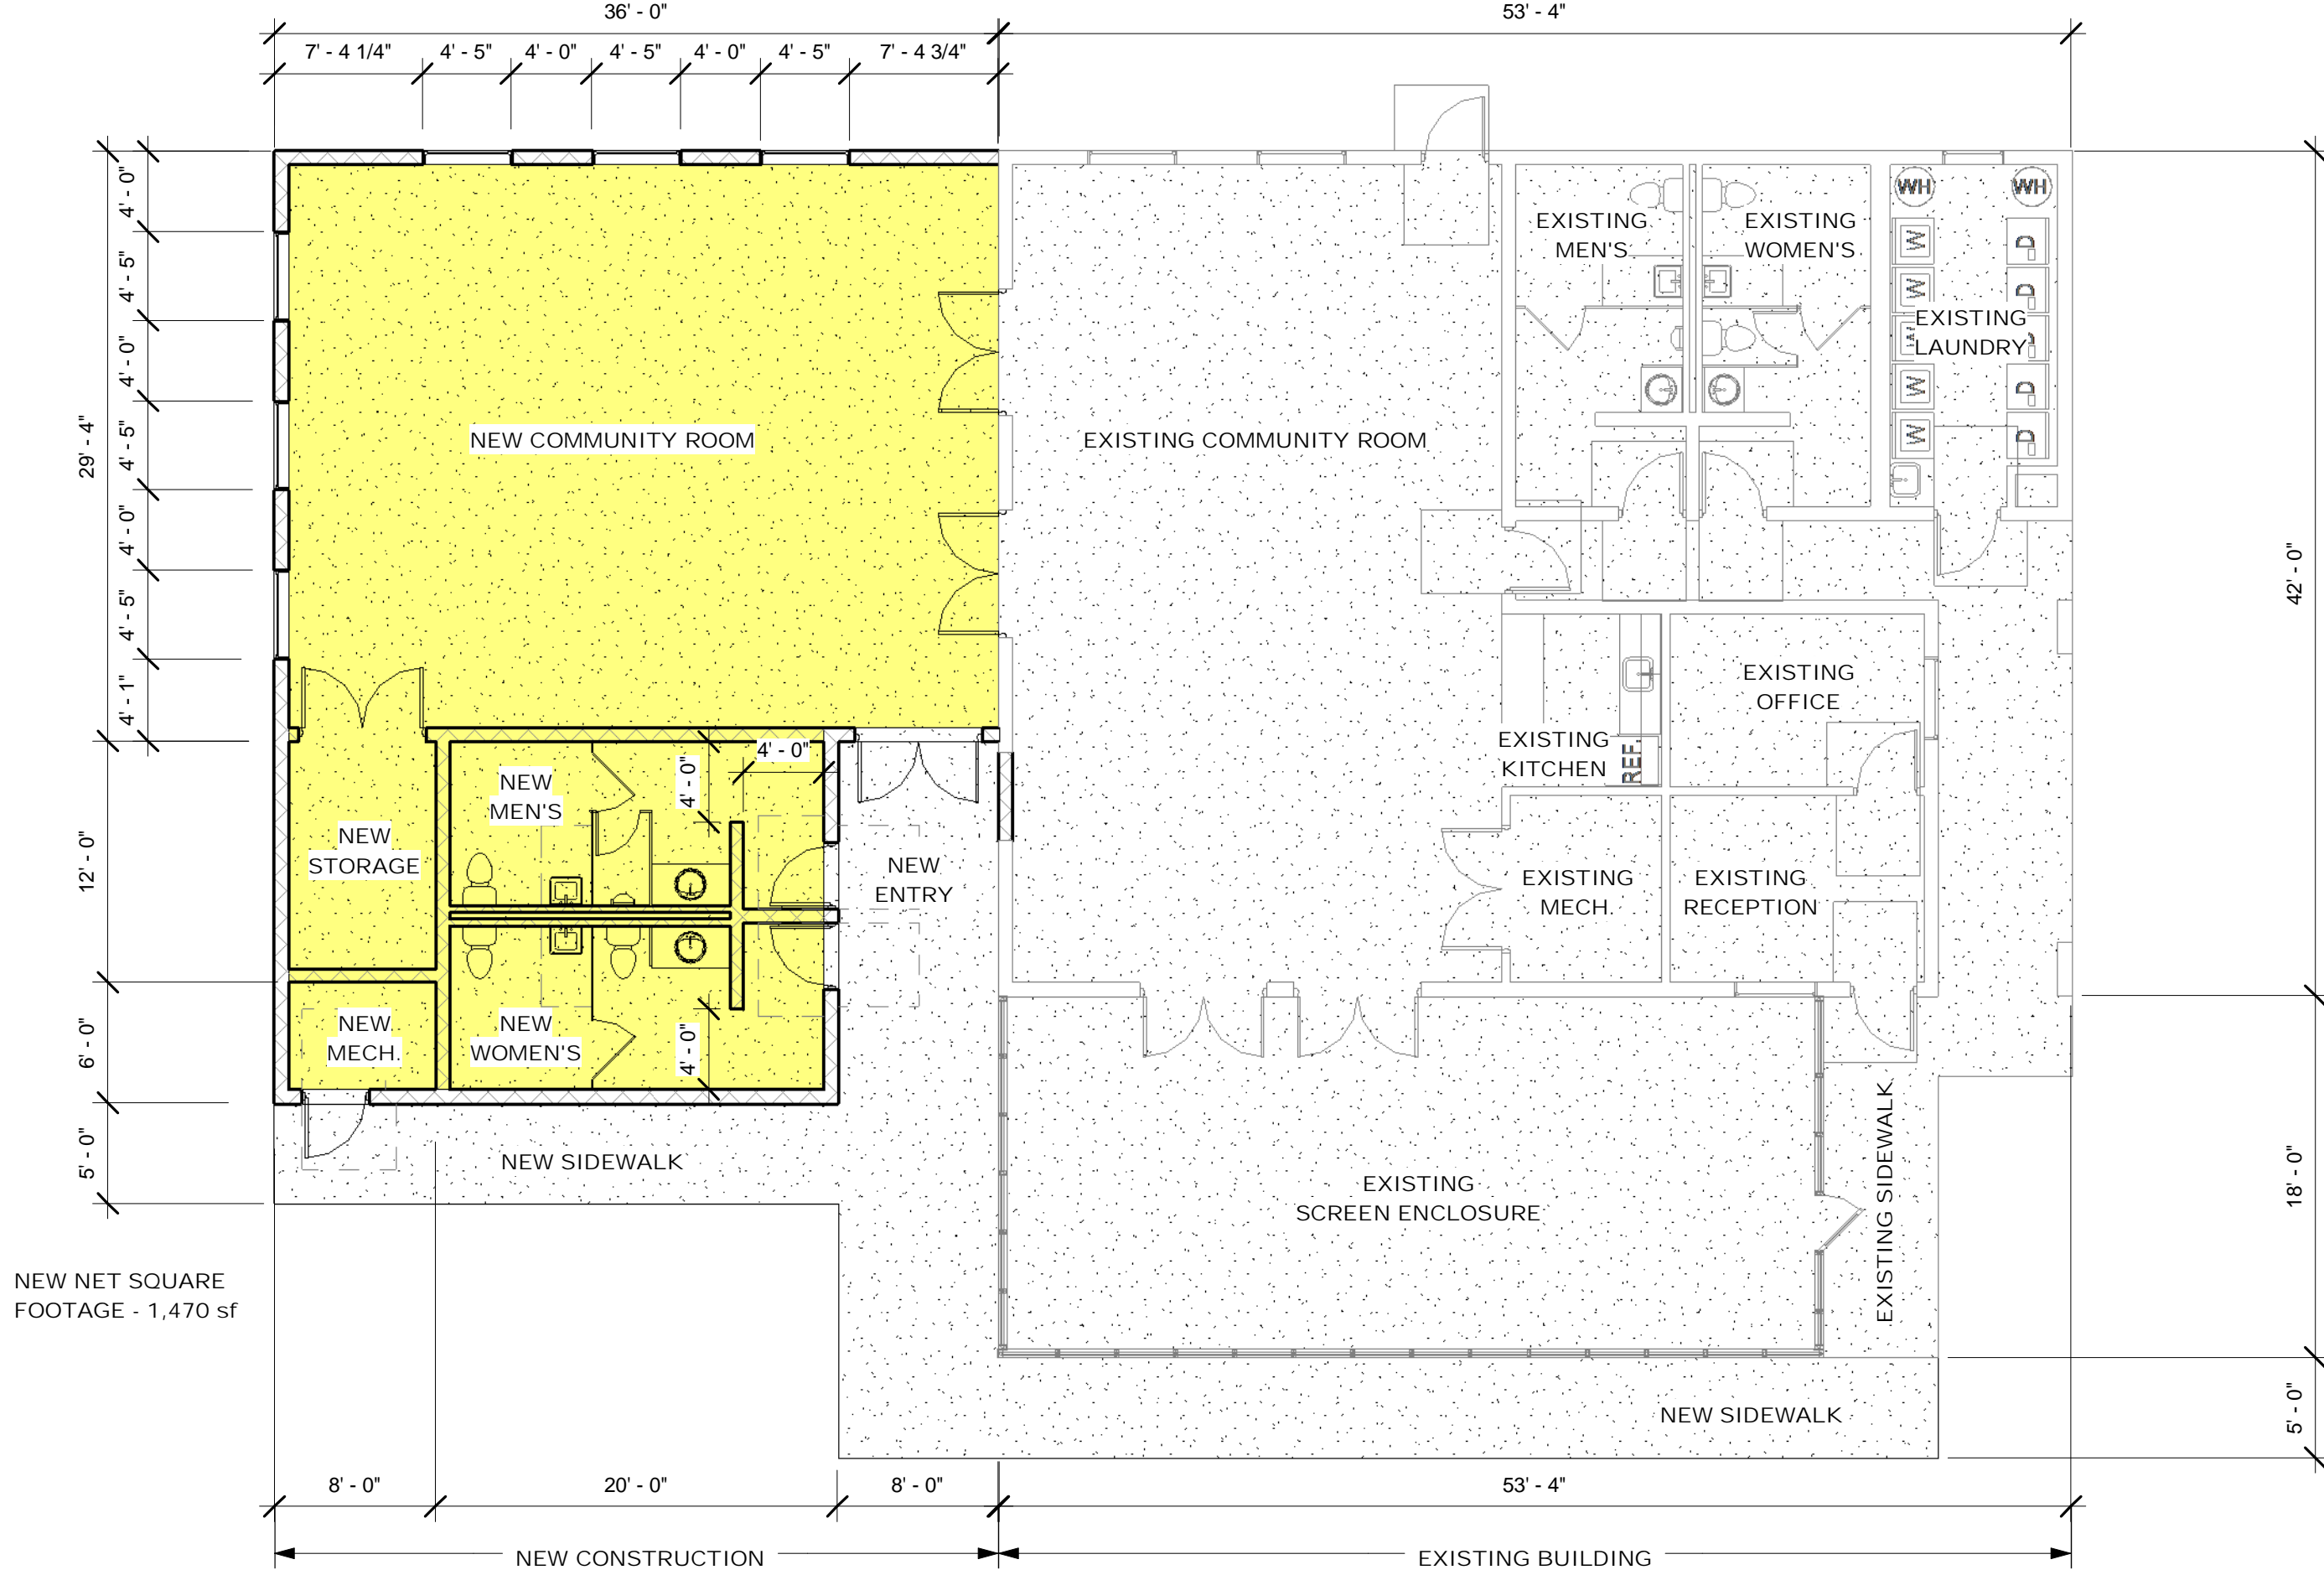 36' - 0"
53' - 4"
7' - 4 1/4"
4' - 5"
4' - 0"
4' - 5"
4' - 0"
4' - 5"
7' - 4 3/4"
4' - 0"
4' - 5"
4' - 0"
4' - 5"
4' - 0"
4' - 5"
4' - 1"
29' - 4"
12' - 0"
6' - 0"
5' - 0"
NEW COMMUNITY ROOM
EXISTING COMMUNITY ROOM
EXISTING
MEN'S
EXISTING
WOMEN'S
WH
WH
W
D
W
D
EXISTING
LAUNDRY
W
D
W
D
W
D
42' - 0"
EXISTING
OFFICE
EXISTING
KITCHEN
REF.
4' - 0"
4' - 0"
NEW
MEN'S
NEW
STORAGE
NEW
ENTRY
EXISTING
MECH.
EXISTING
RECEPTION
NEW
MECH.
NEW
WOMEN'S
4' - 0"
NEW SIDEWALK
EXISTING
SCREEN ENCLOSURE
EXISTING SIDEWALK
18' - 0"
NEW NET SQUARE
FOOTAGE - 1,470 sf
NEW SIDEWALK
5' - 0"
8' - 0"
20' - 0"
8' - 0"
53' - 4"
NEW CONSTRUCTION
EXISTING BUILDING